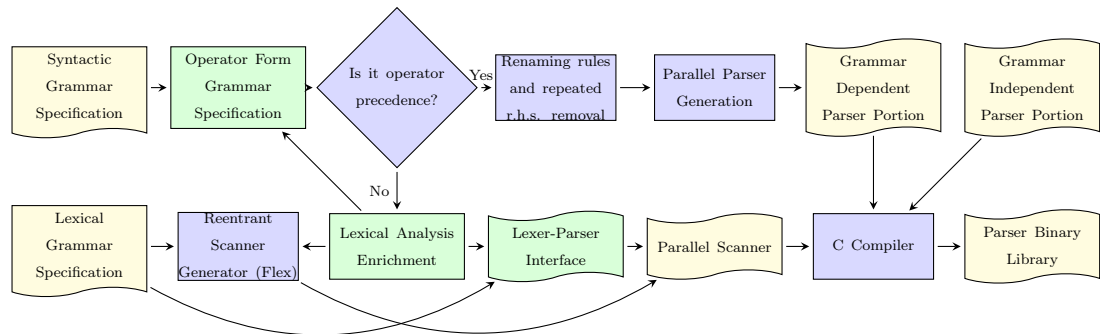 Syntactic
Grammar
Specification
Operator Form
Grammar
Specification
Is it operator
precedence?
Yes
Renaming rules
and repeated
r.h.s. removal
Parallel Parser
Generation
Grammar
Dependent
Parser Portion
Grammar
Independent
Parser Portion
No
Lexical
Grammar
Specification
Reentrant
Scanner
Generator (Flex)
Lexical Analysis
Enrichment
Lexer-Parser
Interface
Parallel Scanner
C Compiler
Parser Binary
Library